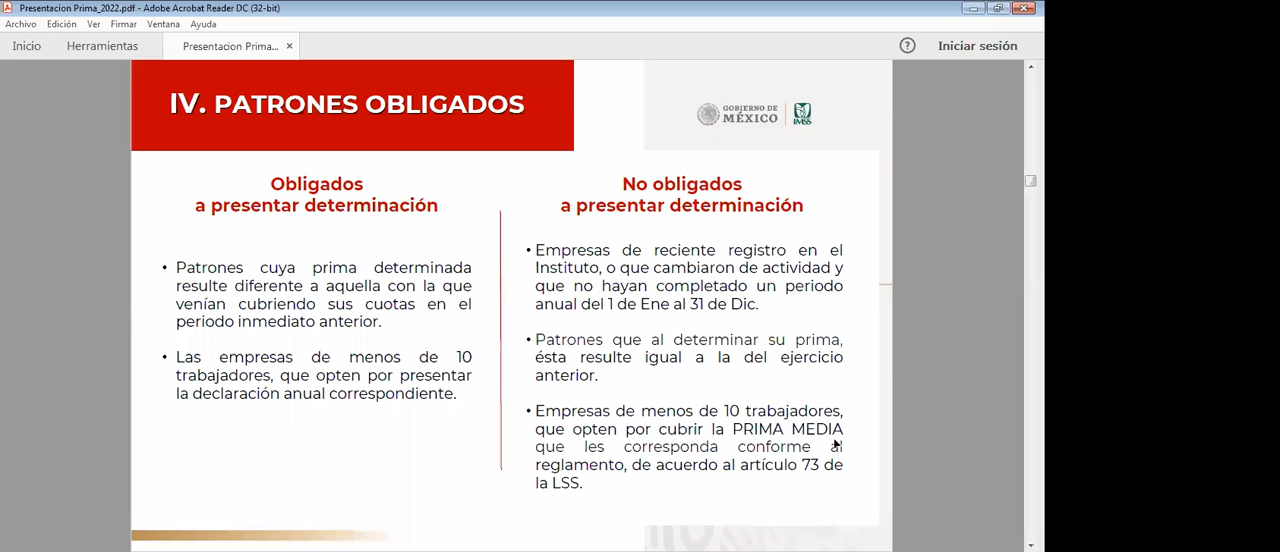 Presentacion Prima_2022.pdf - Adobe Acrobat Reader DC (32-bit)
Archivo Edición Ver Firmar Ventana Ayuda
Inicio Herramientas Presentacion Prima... × ? Iniciar sesión
IV. PATRONES OBLIGADOS
GOBIERNO DE
MÉXICO
IMSS
Obligados
a presentar determinación
• Patrones cuya prima determinada
resulte diferente a aquella con la que
venían cubriendo sus cuotas en el
periodo inmediato anterior.
• Las empresas de menos de 10
trabajadores, que opten por presentar
la declaración anual correspondiente.
No obligados
a presentar determinación
• Empresas de reciente registro en el
Instituto, o que cambiaron de actividad y
que no hayan completado un periodo
anual del 1 de Ene al 31 de Dic.
• Patrones que al determinar su prima,
ésta resulte igual a la del ejercicio
anterior.
• Empresas de menos de 10 trabajadores,
que opten por cubrir la PRIMA MEDIA
que les corresponda conforme al
reglamento, de acuerdo al artículo 73 de
la LSS.